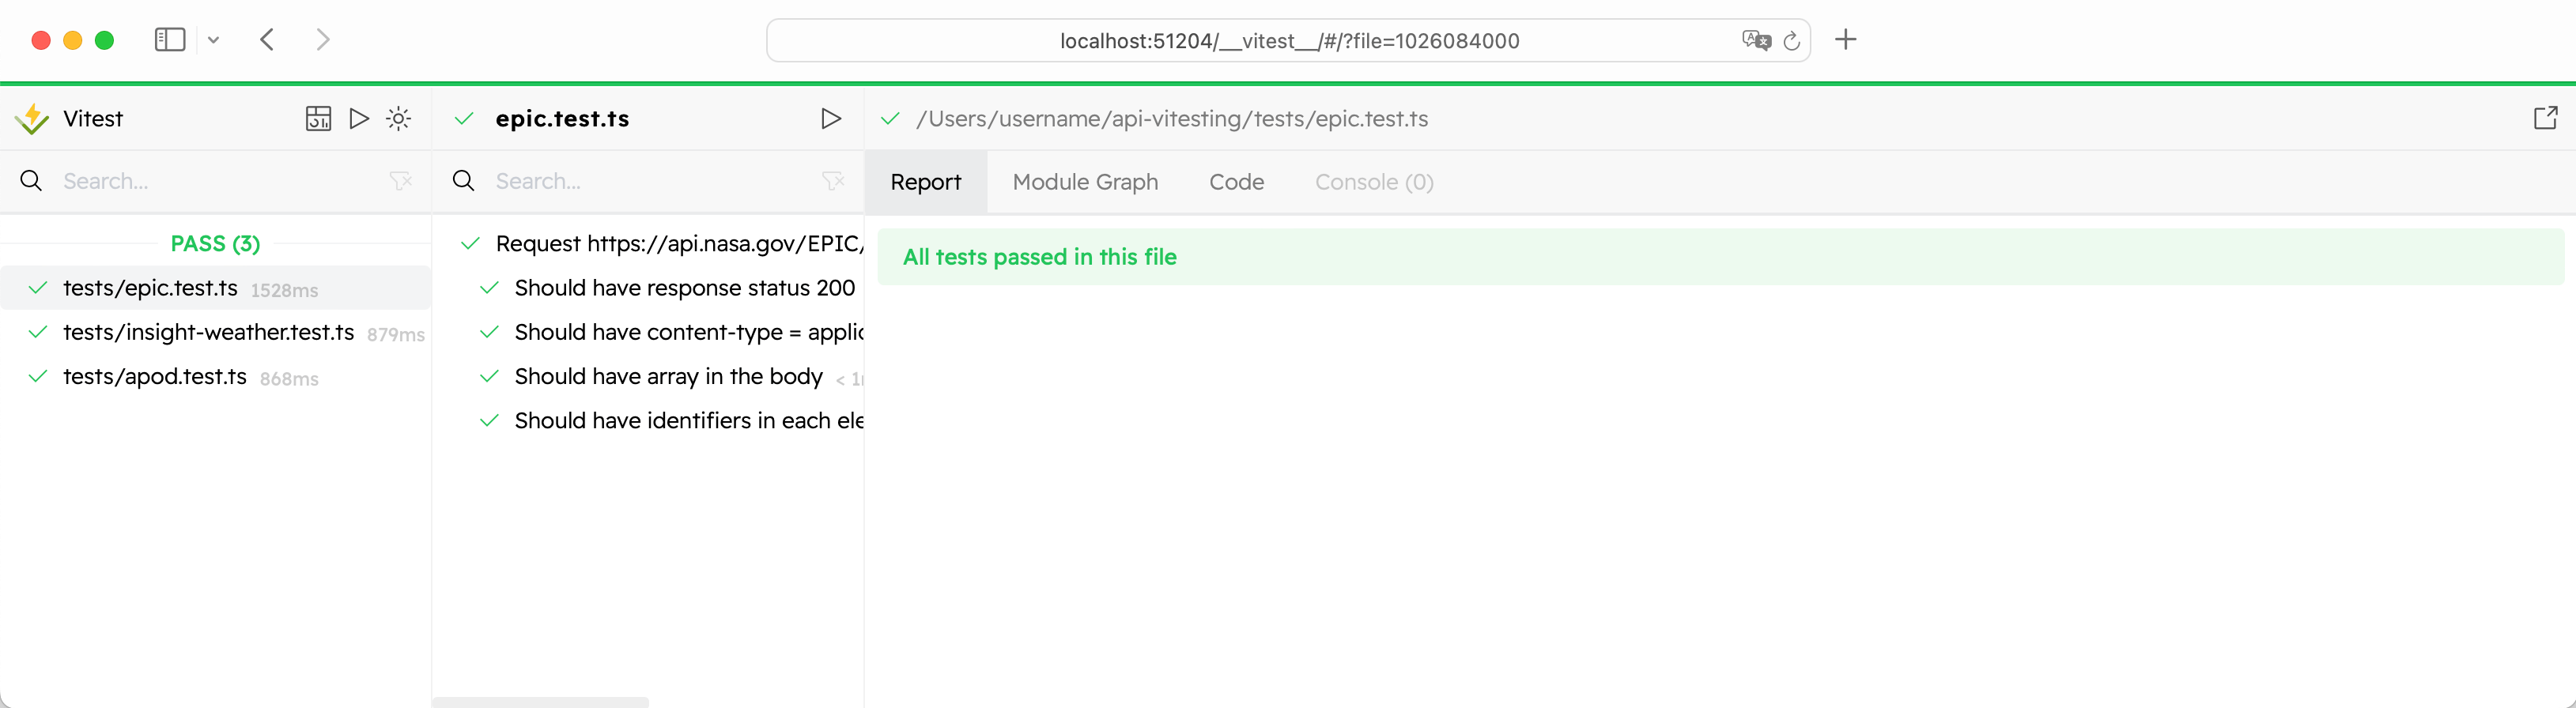 localhost:51204/__vitest__/#/?file=1026084000
Vitest
epic.test.ts
/Users/username/api-vitesting/tests/epic.test.ts
Search...
Search...
Report
Module Graph
Code
Console (0)
PASS (3)
tests/epic.test.ts 1528ms
tests/insight-weather.test.ts 879ms
tests/apod.test.ts 868ms
Request https://api.nasa.gov/EPIC/
Should have response status 200
Should have content-type = applic
Should have array in the body < 1
Should have identifiers in each ele
All tests passed in this file